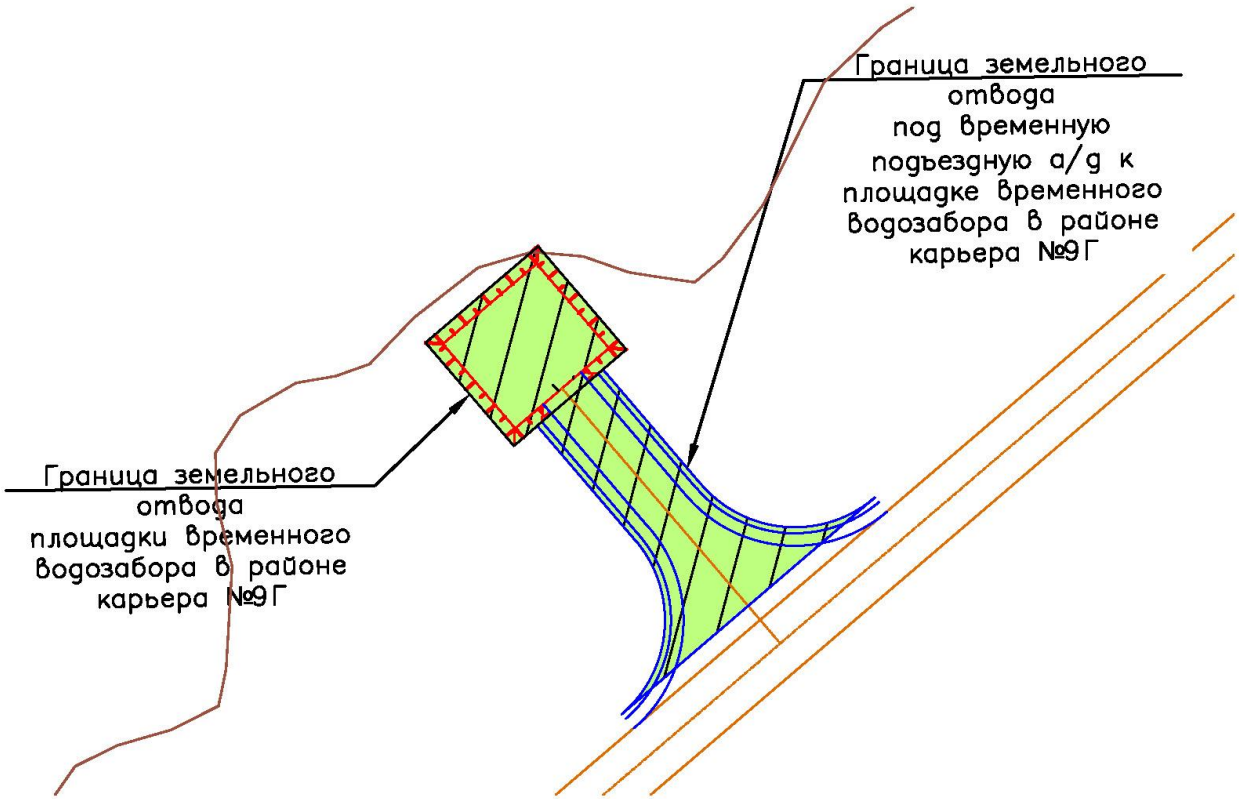 Граница земельного
отвода
под временную
подъездную а/д к
площадке временного
водозабора в районе
карьера №9Г
Граница земельного
отвода
площадки временного
водозабора в районе
карьера №9Г